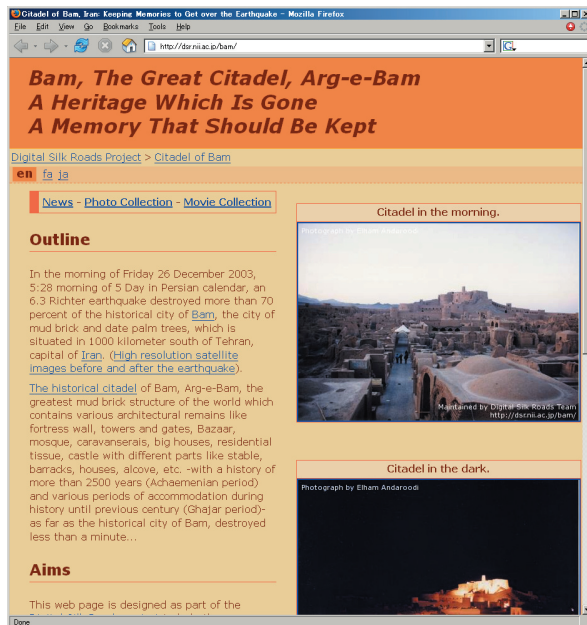 Citadel of Bam, Iran: Keeping Memories to Get over the Earthquake - Mozilla Firefox
File Edit View Go Bookmarks Tools Help
http://dsr.nii.ac.jp/bam/
G
Bam, The Great Citadel, Arg-e-Bam
A Heritage Which Is Gone
A Memory That Should Be Kept
Digital Silk Roads Project > Citadel of Bam
en fa ja
News - Photo Collection - Movie Collection
Outline
In the morning of Friday 26 December 2003,
5:28 morning of 5 Day in Persian calendar, an
6.3 Richter earthquake destroyed more than 70
percent of the historical city of Bam, the city of
mud brick and date palm trees, which is
situated in 1000 kilometer south of Tehran,
capital of Iran. (High resolution satellite
images before and after the earthquake).
The historical citadel of Bam, Arg-e-Bam, the
greatest mud brick structure of the world which
contains various architectural remains like
fortress wall, towers and gates, Bazaar,
mosque, caravanserais, big houses, residential
tissue, castle with different parts like stable,
barracks, houses, alcove, etc. -with a history of
more than 2500 years (Achaemenian period)
and various periods of accommodation during
history until previous century (Ghajar period)-
as far as the historical city of Bam, destroyed
less than a minute...
Aims
This web page is designed as part of the
Citadel in the morning.
Photograph by Elham Andaroodi
Maintained by Digital Silk Roads Team
http://dsr.nii.ac.jp/bam/
Citadel in the dark.
Photograph by Elham Andaroodi
Done